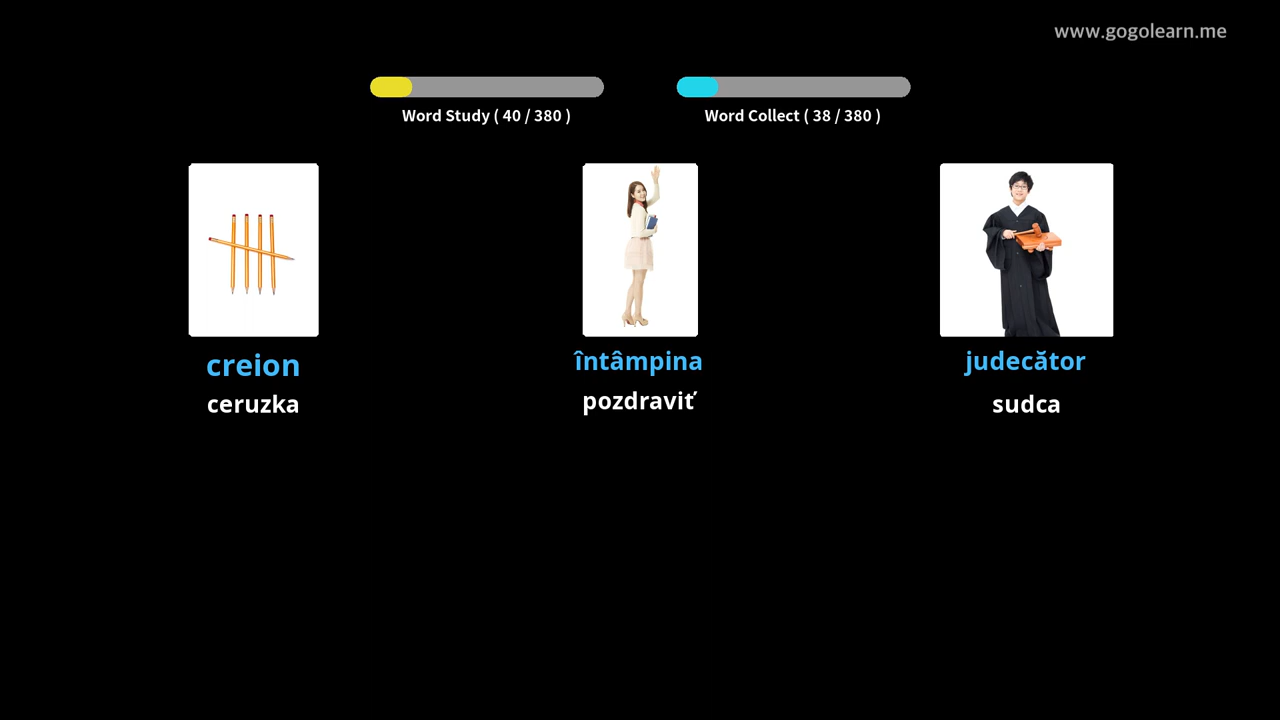 www.gogolearn.me
Word Study ( 40 / 380 )
Word Collect ( 38 / 380 )
creion
întâmpina
judecător
ceruzka
pozdraviť
sudca